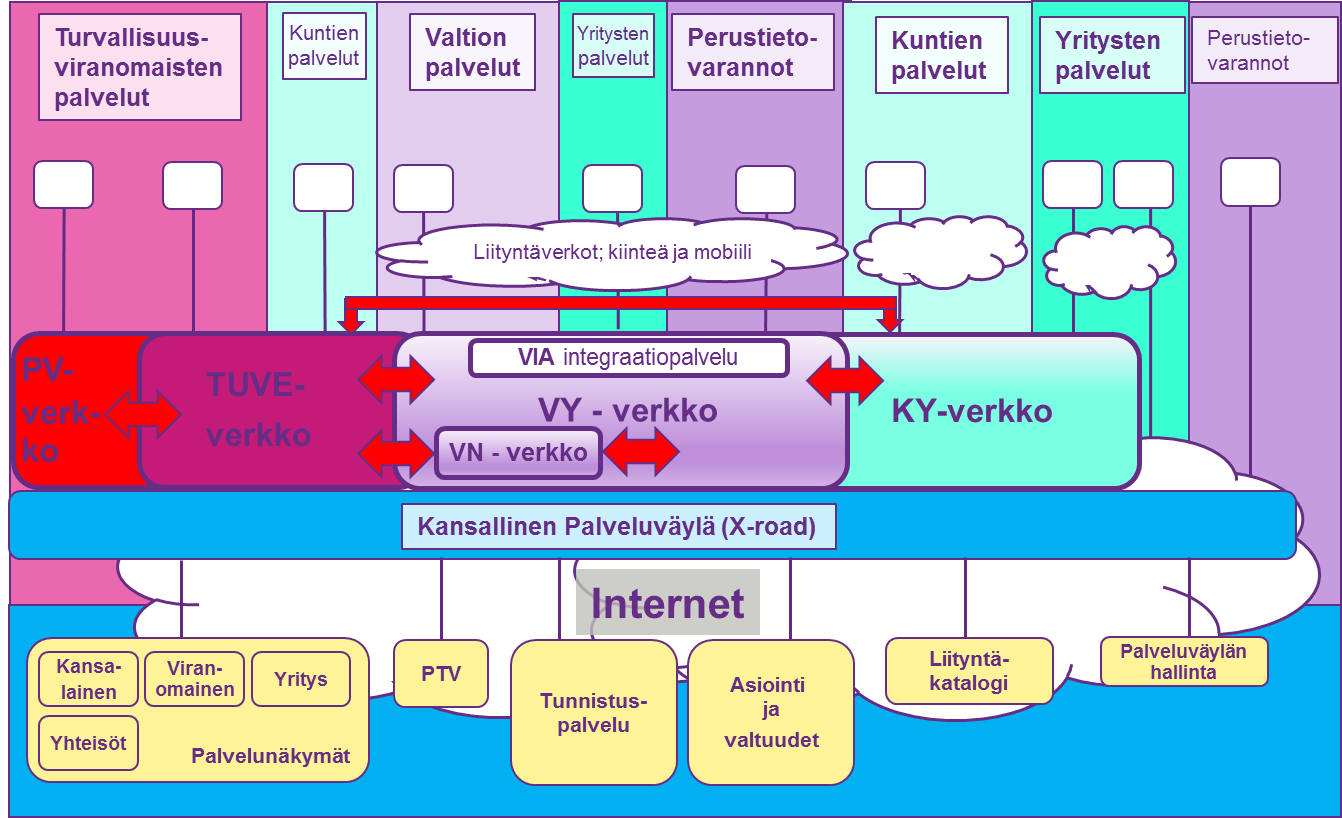 Turvallisuus-
viranomaisten
palvelut
Kuntien
palvelut
Valtion
palvelut
Yritysten
palvelut
Perustieto-
varannot
Kuntien
palvelut
Yritysten
palvelut
Perustieto-
varannot
Liityntäverkot; kiinteä ja mobiili
PV-
verk-
ko
TUVE-
verkko
VIA integraatiopalvelu
VY - verkko
VN - verkko
KY-verkko
Kansallinen Palveluväylä (X-road)
Internet
Kansa-
lainen
Viran-
omainen
Yritys
Yhteisöt
Palvelunäkymät
PTV
Tunnistus-
palvelu
Asiointi
ja
valtuudet
Liityntä-
katalogi
Palveluväylän
hallinta